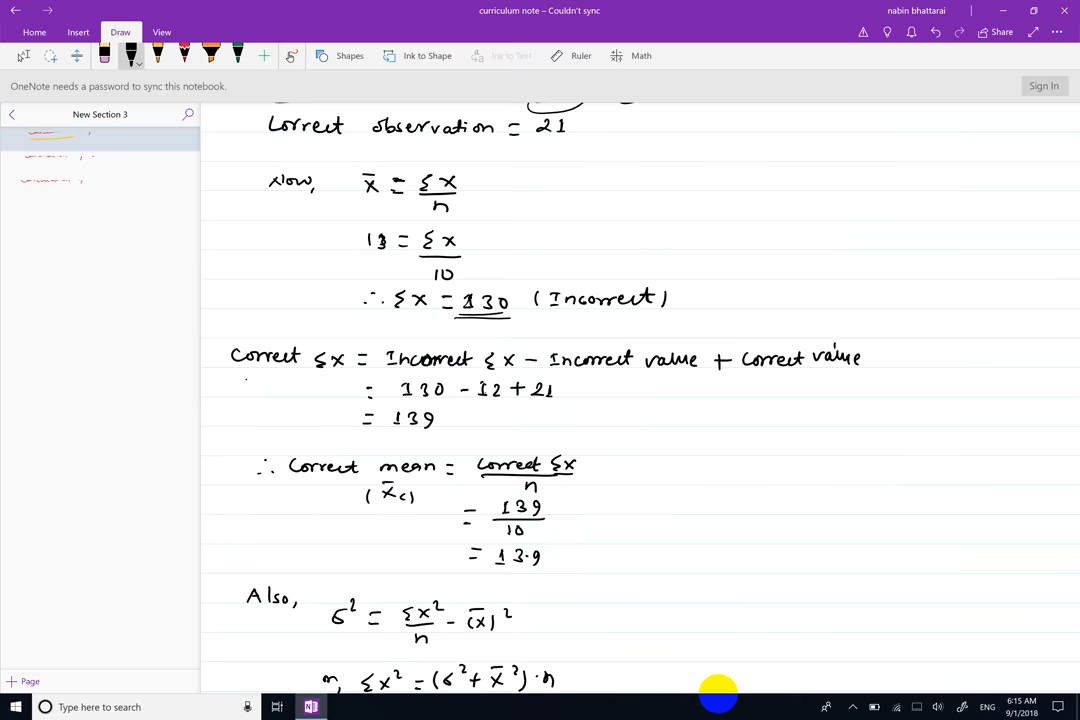 curriculum note – Couldn't sync
nabin bhattarai
Home Insert Draw View
Share
Shapes Ink to Shape Ink to Text Ruler Math
OneNote needs a password to sync this notebook.
Sign In
New Section 3
Correct observation = 21
Now, x̄ = Σx/n
13 = Σx/10
∴ Σx = 130 (Incorrect)
Correct Σx = Incorrect Σx - Incorrect value + Correct value
= 130 - 12 + 21
= 139
∴ Correct mean = Correct Σx/n
(x̄c)
= 139/10
= 13.9
Also,
σ² = Σx²/n - (x̄)²
Σx² = (σ² + x̄²)·n
+ Page
Type here to search
ENG
6:15 AM
9/1/2018